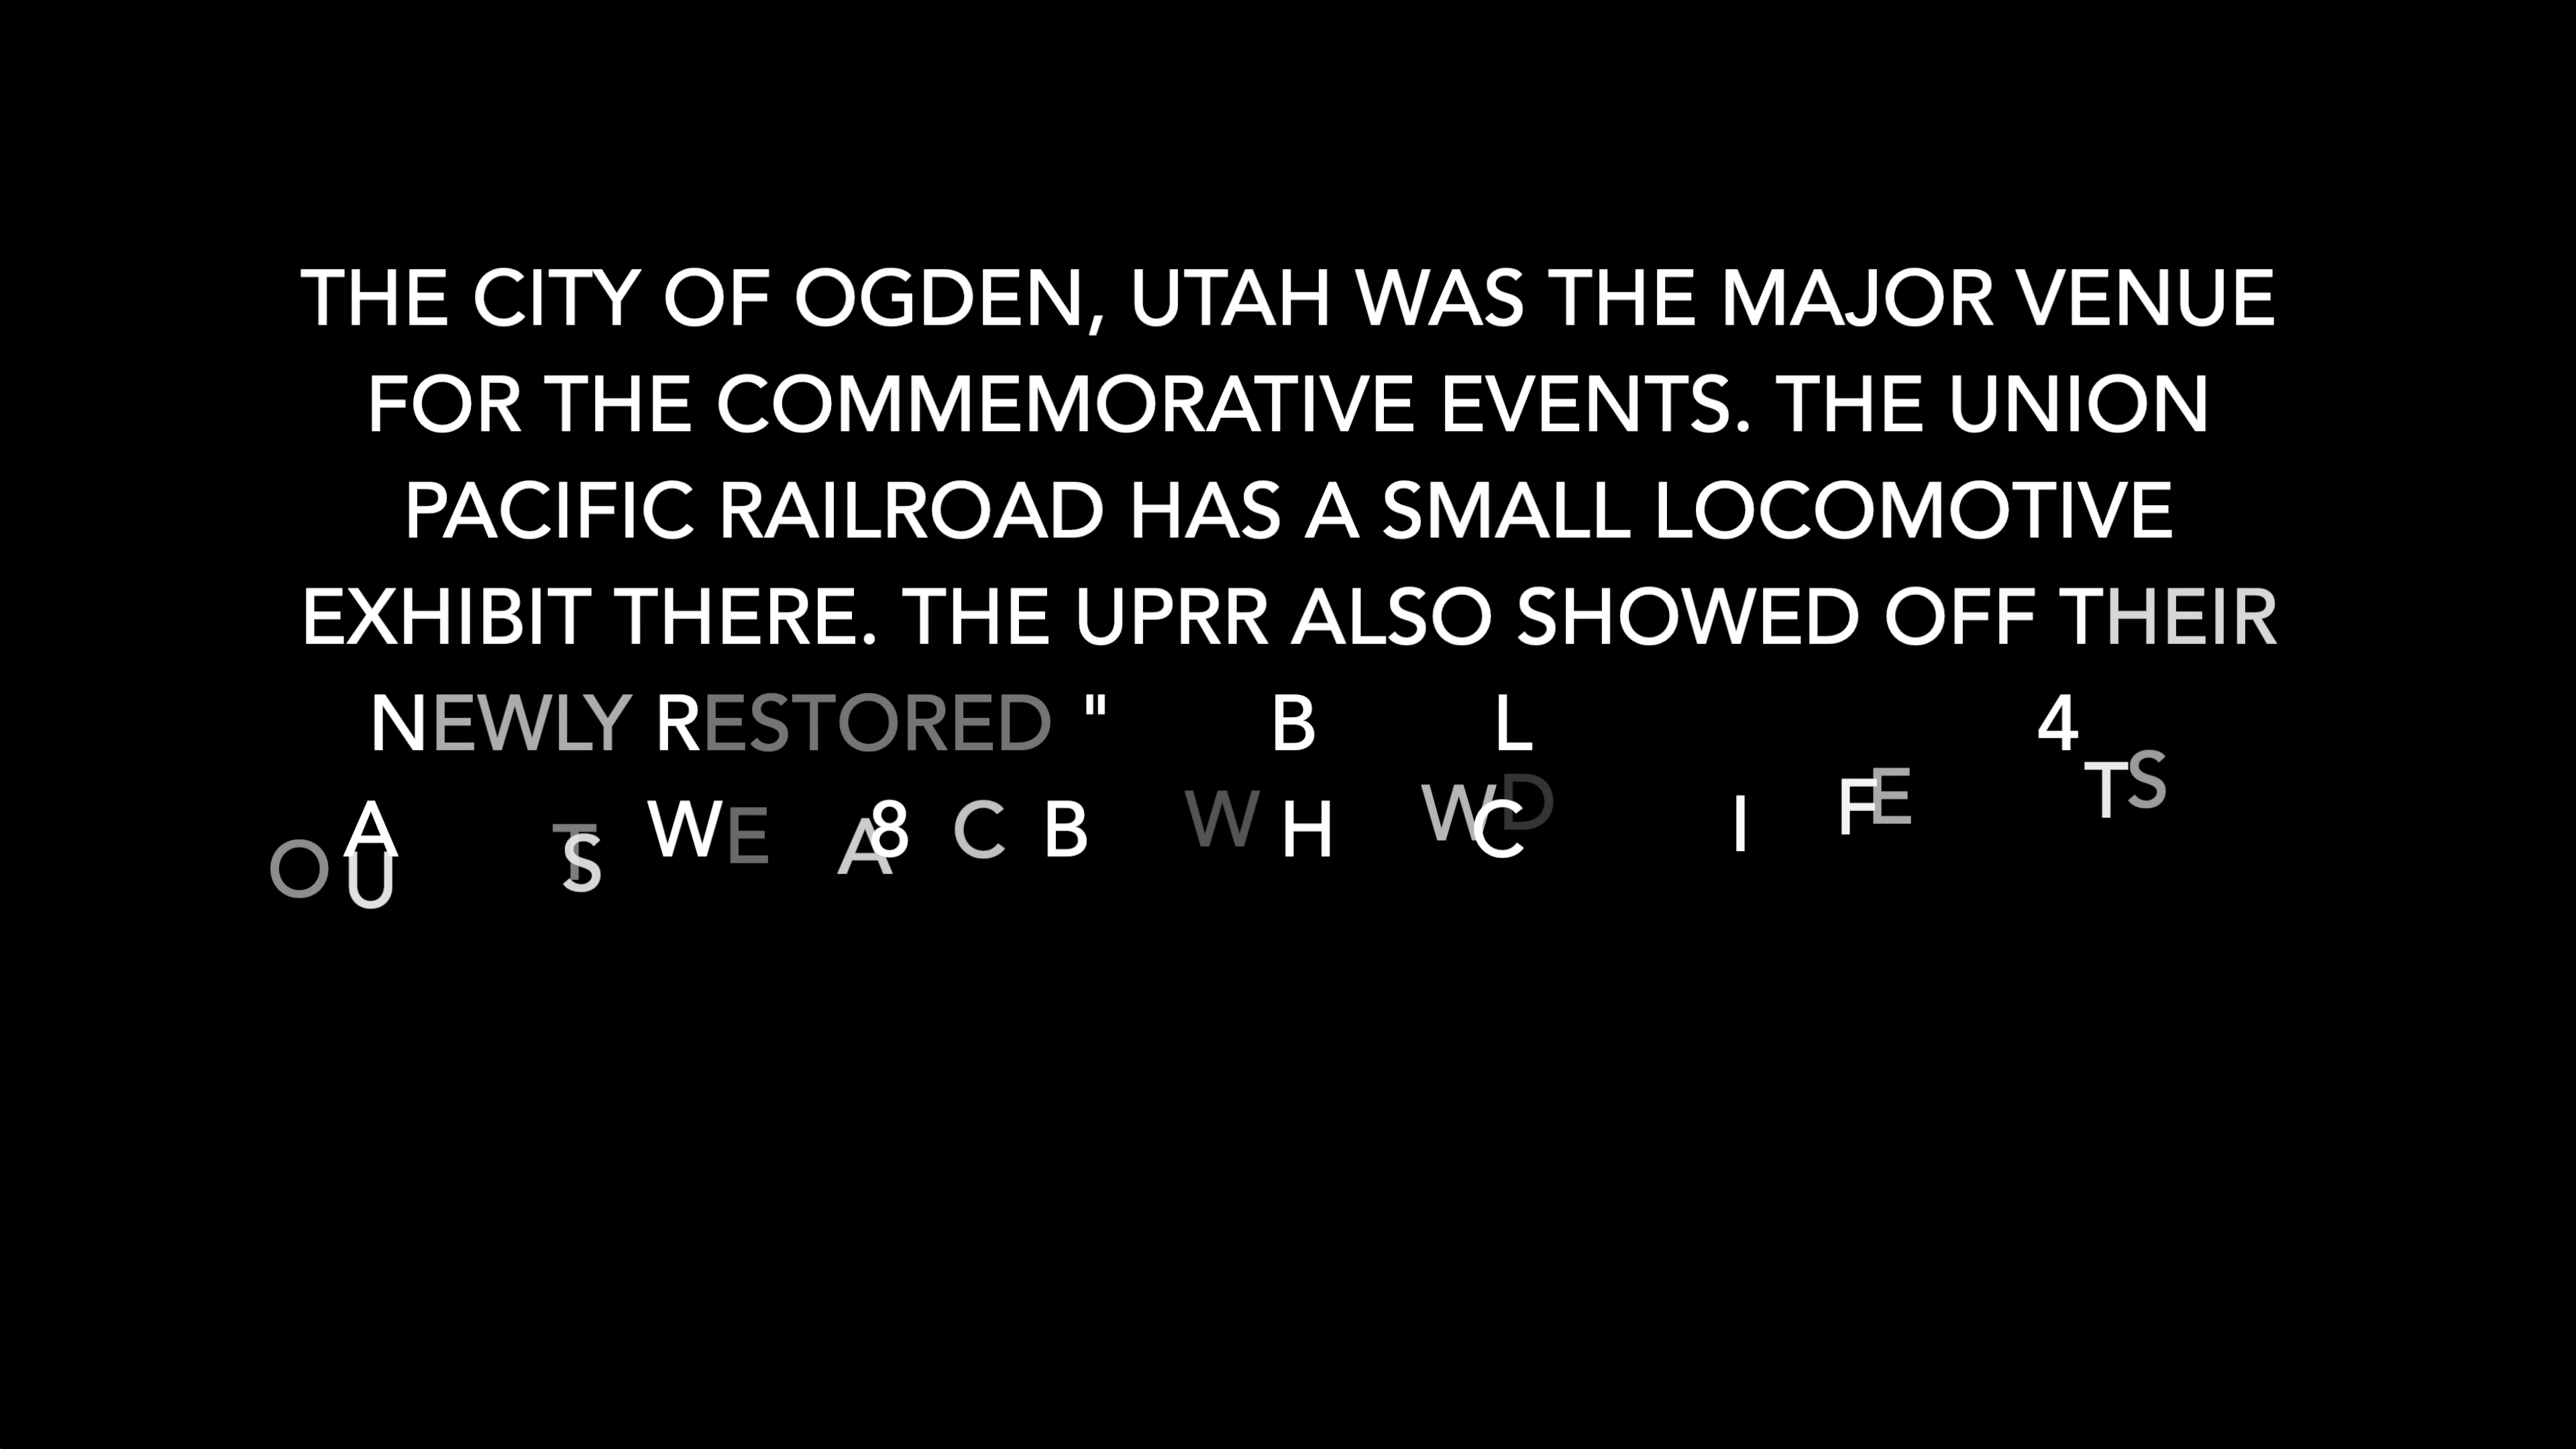 THE CITY OF OGDEN, UTAH WAS THE MAJOR VENUE
FOR THE COMMEMORATIVE EVENTS. THE UNION
PACIFIC RAILROAD HAS A SMALL LOCOMOTIVE
EXHIBIT THERE. THE UPRR ALSO SHOWED OFF THEIR
NEWLY RESTORED " B L 4